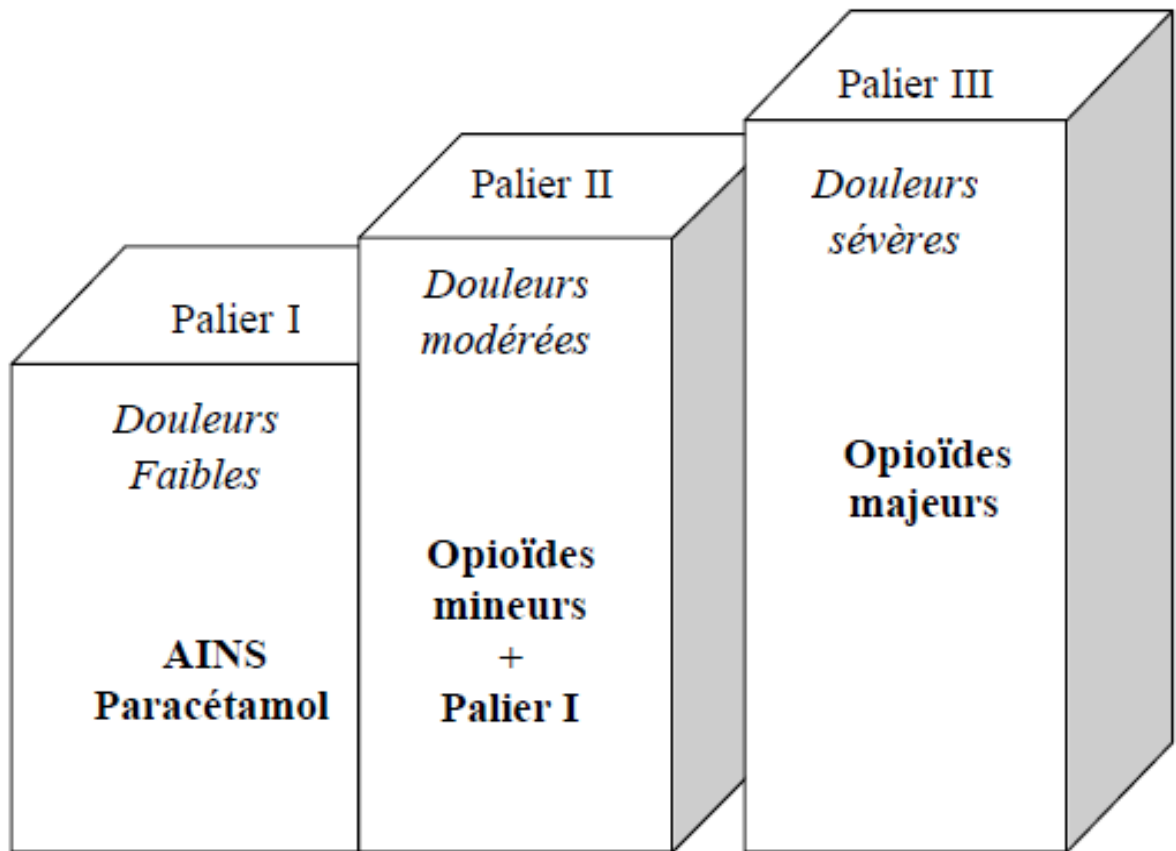 Palier I
Douleurs
Faibles
AINS
Paracétamol
Palier II
Douleurs
modérées
Opioïdes
mineurs
+
Palier I
Palier III
Douleurs
sévères
Opioïdes
majeurs